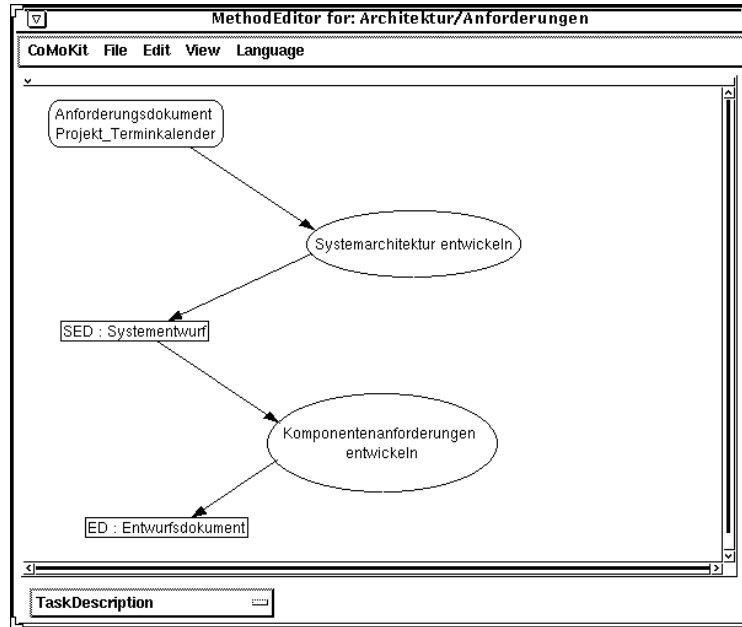 MethodEditor for: Architektur/Anforderungen
CoMoKit File Edit View Language
Anforderungsdokument
Projekt_Terminkalender
Systemarchitektur entwickeln
SED : Systementwurf
Komponentenanforderungen
entwickeln
ED : Entwurfsdokument
TaskDescription